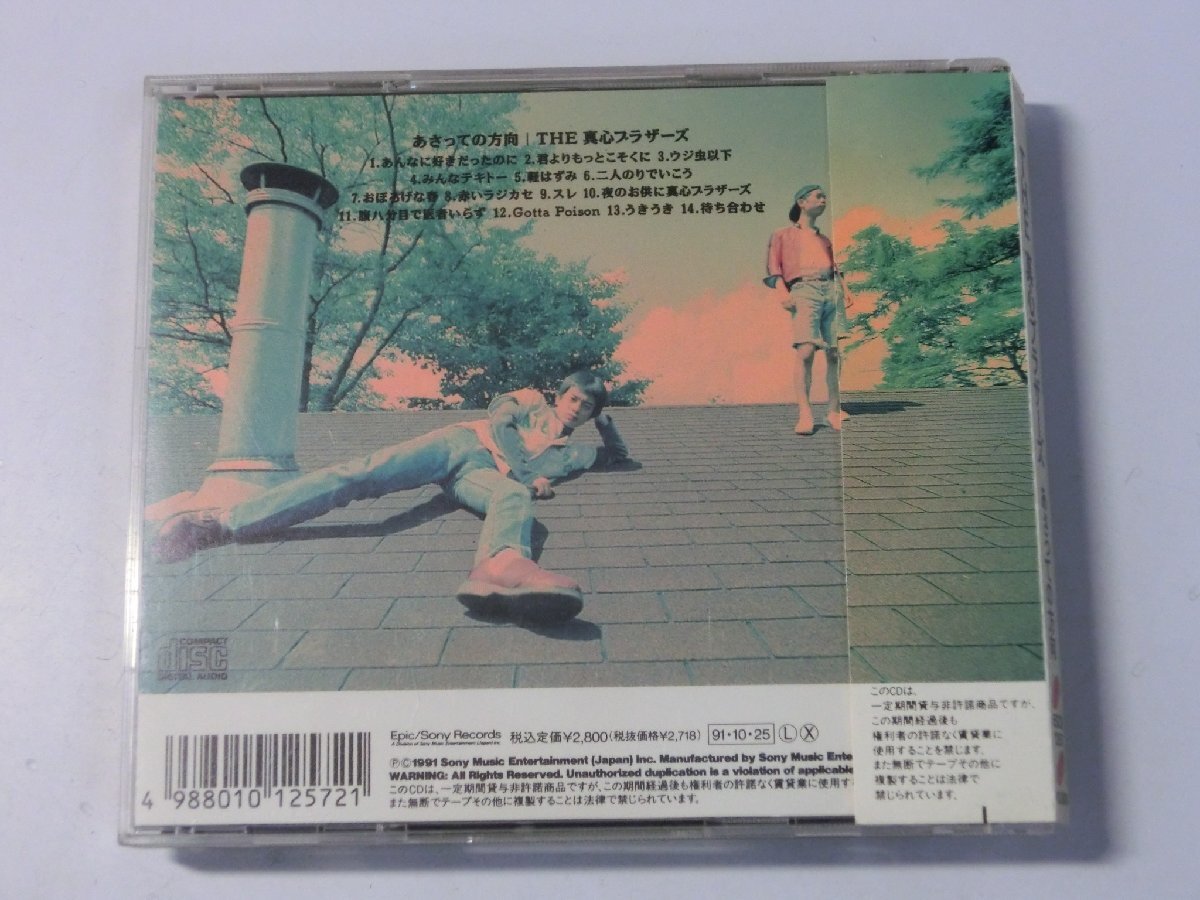 あさっての方向 | THE 真心ブラザーズ
1.あんなに好きだったのに 2.君よりもっとこそくに 3.ウジ虫以下
4.みんなテキトー 5.軽はずみ 6.二人のりでいこう
7.おぼろげな春 8.赤いラジカセ 9.スレ 10.夜のお供に真心ブラザーズ
11.腹八分目で医者いらず 12.Gotta Poison 13.うきうき 14.待ち合わせ
COMPACT
disc
DIGITAL AUDIO
Epic/Sony Records 税込定価¥2,800(税抜価格¥2,718) 91・10・25 L X
A Division of Sony Music Entertainment (Japan) Inc.
ⓅⒸ1991 Sony Music Entertainment (Japan) Inc. Manufactured by Sony Music Ente
WARNING: All Rights Reserved. Unauthorized duplication is a violation of applicable
このCDは、一定期間貸与非許諾商品ですが、この期間経過後も権利者の許諾なく賃貸業に使用す
また無断でテープその他に複製することは法律で禁じられています。
4 988010 125721
このCDは、
一定期間貸与非許諾商品ですが、
この期間経過後も
権利者の許諾なく賃貸業に
使用することを禁じます。
また無断でテープその他に
複製することは法律で
禁じられています。